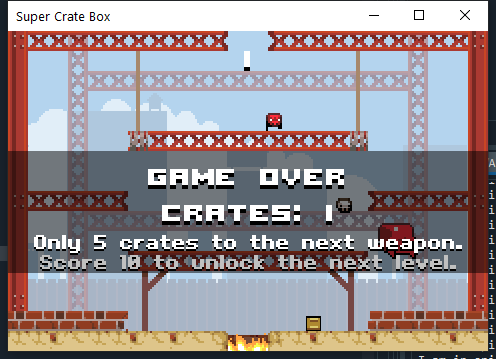 Super Crate Box
GAME OVER
CRATES: 1
Only 5 crates to the next weapon.
Score 10 to unlock the next level.